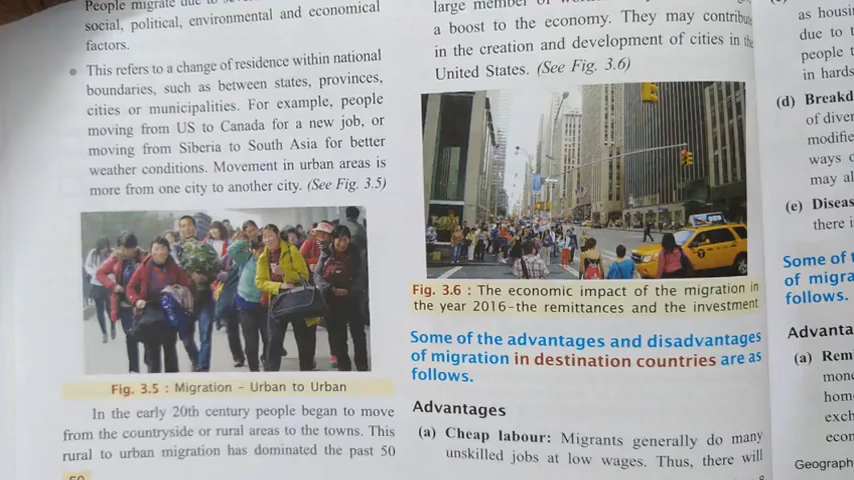 People migrate due to
social, political, environmental and economical
factors.
• This refers to a change of residence within national
boundaries, such as between states, provinces,
cities or municipalities. For example, people
moving from US to Canada for a new job, or
moving from Siberia to South Asia for better
weather conditions. Movement in urban areas is
more from one city to another city. (See Fig. 3.5)
Fig. 3.5 : Migration – Urban to Urban
In the early 20th century people began to move
from the countryside or rural areas to the towns. This
rural to urban migration has dominated the past 50
large member of
a boost to the economy. They may contribute
in the creation and development of cities in the
United States. (See Fig. 3.6)
Fig. 3.6 : The economic impact of the migration in
the year 2016–the remittances and the investment
Some of the advantages and disadvantages
of migration in destination countries are as
follows.
Advantages
(a) Cheap labour: Migrants generally do many
unskilled jobs at low wages. Thus, there will
as housi
due to t
people t
in hards
(d) Breakd
of diver
modifie
ways o
may al
(e) Diseas
there i
Some of
of migra
follows.
Advanta
(a) Rem
mone
hom
exch
econ
Geograph